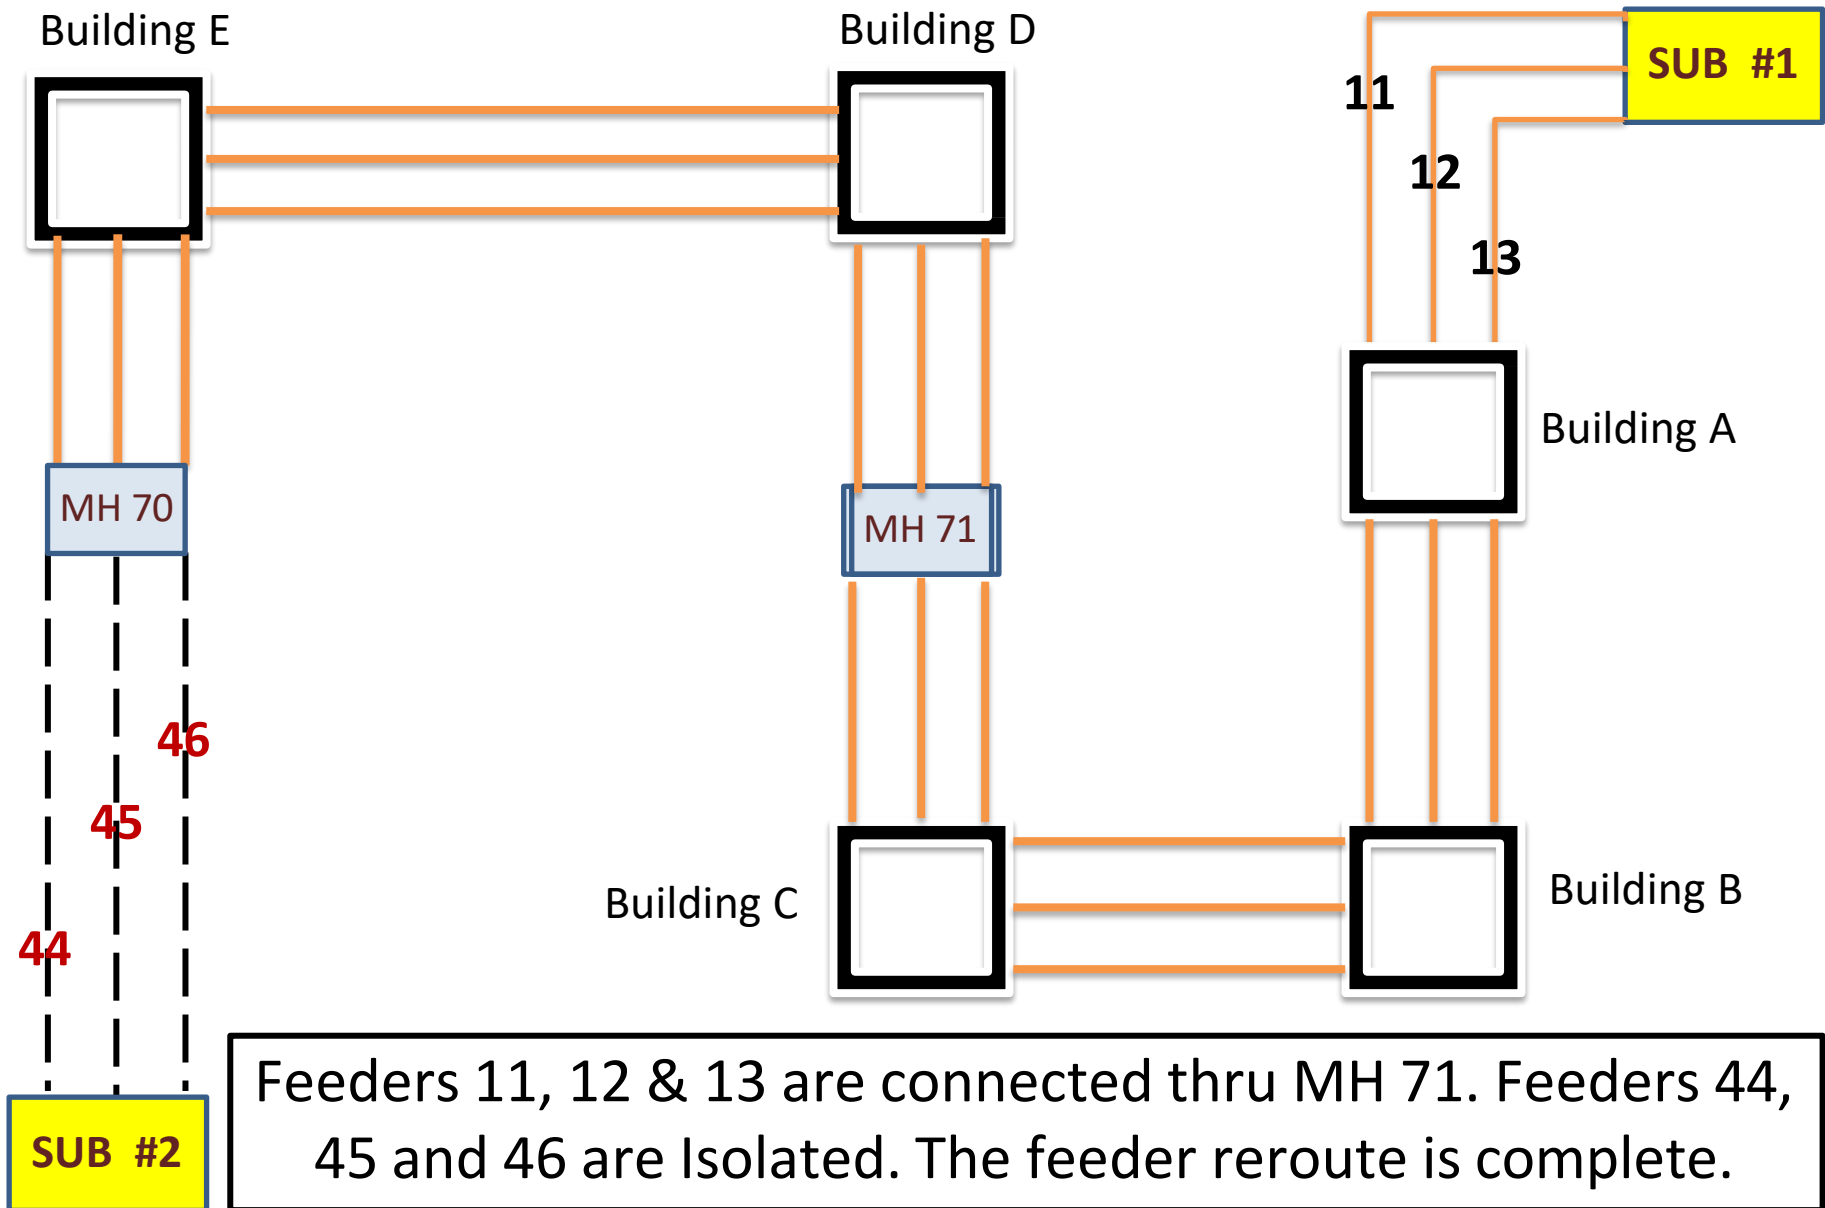 Building E
Building D
SUB #1
11
12
13
Building A
MH 70
MH 71
46
45
44
Building C
Building B
SUB #2
Feeders 11, 12 & 13 are connected thru MH 71. Feeders 44,
45 and 46 are Isolated. The feeder reroute is complete.